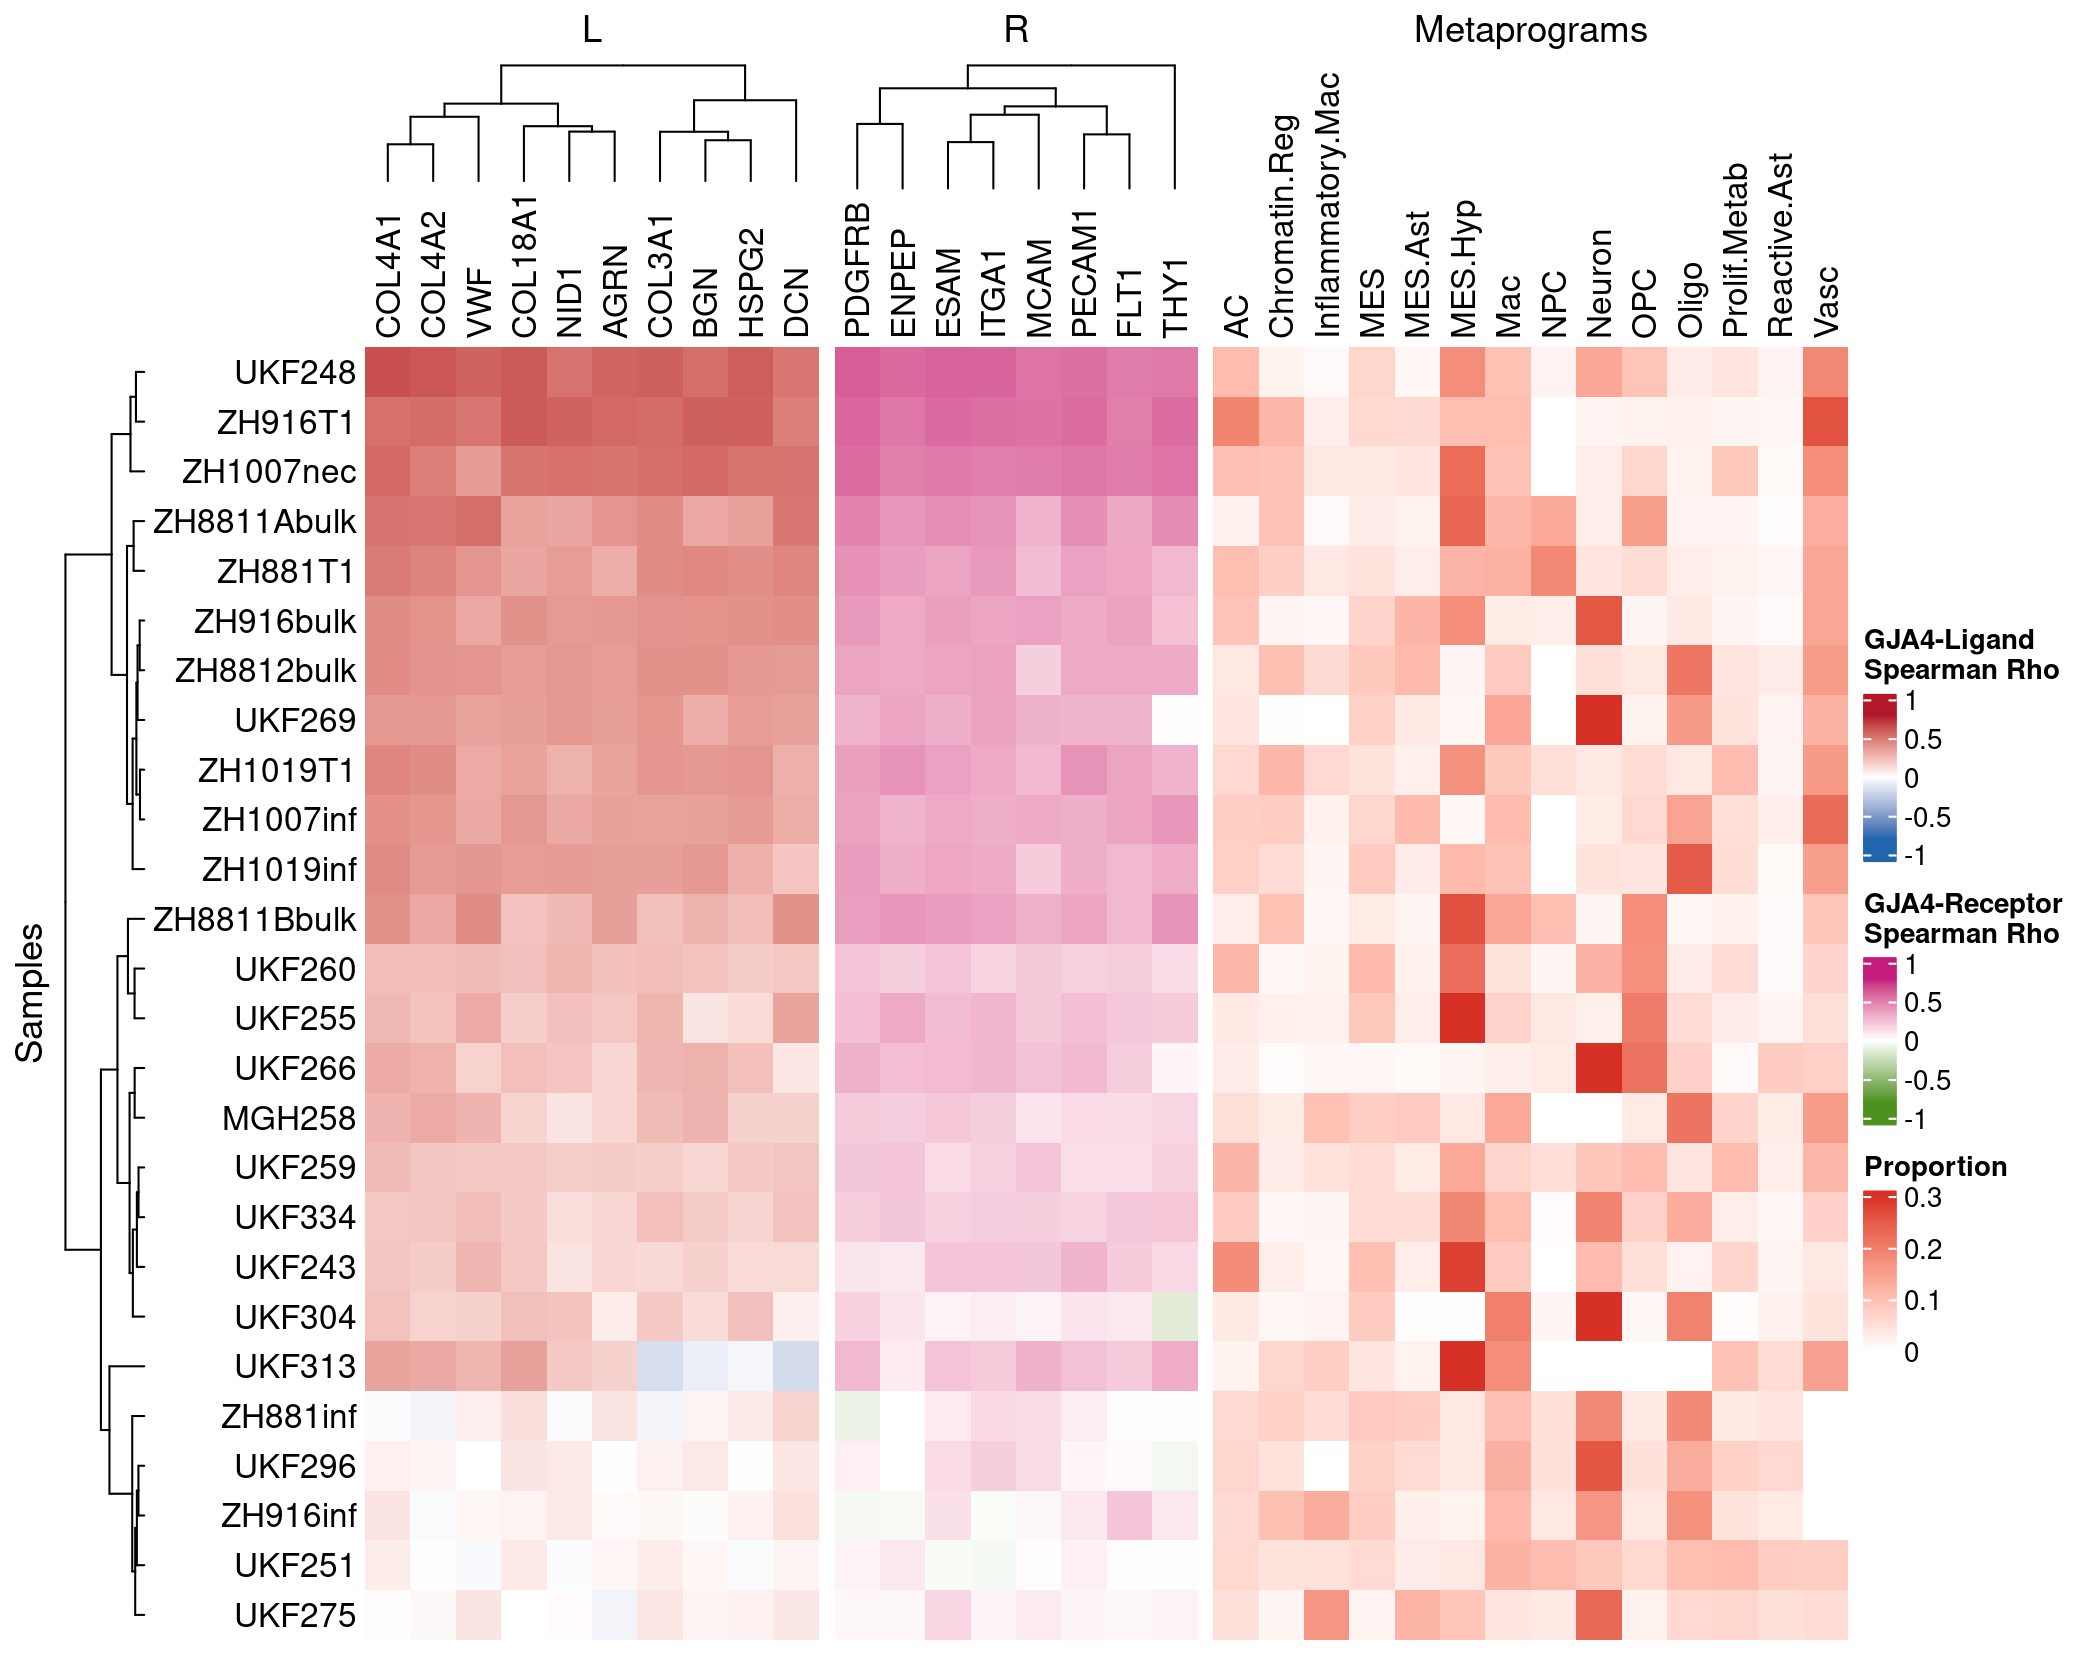 L
R
Metaprograms
COL4A1
COL4A2
VWF
COL18A1
NID1
AGRN
COL3A1
BGN
HSPG2
DCN
PDGFRB
ENPEP
ESAM
ITGA1
MCAM
PECAM1
FLT1
THY1
AC
Chromatin.Reg
Inflammatory.Mac
MES
MES.Ast
MES.Hyp
Mac
NPC
Neuron
OPC
Oligo
Prolif.Metab
Reactive.Ast
Vasc
Samples
UKF248
ZH916T1
ZH1007nec
ZH8811Abulk
ZH881T1
ZH916bulk
ZH8812bulk
UKF269
ZH1019T1
ZH1007inf
ZH1019inf
ZH8811Bbulk
UKF260
UKF255
UKF266
MGH258
UKF259
UKF334
UKF243
UKF304
UKF313
ZH881inf
UKF296
ZH916inf
UKF251
UKF275
GJA4-Ligand
Spearman Rho
1
0.5
0
-0.5
-1
GJA4-Receptor
Spearman Rho
1
0.5
0
-0.5
-1
Proportion
0.3
0.2
0.1
0